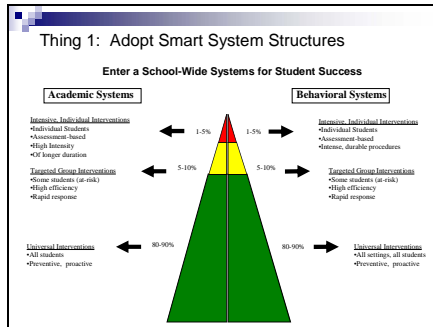 Thing 1: Adopt Smart System Structures
Enter a School-Wide Systems for Student Success
Academic Systems
Behavioral Systems
Intensive, Individual Interventions
•Individual Students
•Assessment-based
•High Intensity
•Of longer duration
1-5%
1-5%
Intensive, Individual Interventions
•Individual Students
•Assessment-based
•Intense, durable procedures
Targeted Group Interventions
•Some students (at-risk)
•High efficiency
•Rapid response
5-10%
5-10%
Targeted Group Interventions
•Some students (at-risk)
•High efficiency
•Rapid response
Universal Interventions
•All students
•Preventive, proactive
80-90%
80-90%
Universal Interventions
•All settings, all students
•Preventive, proactive